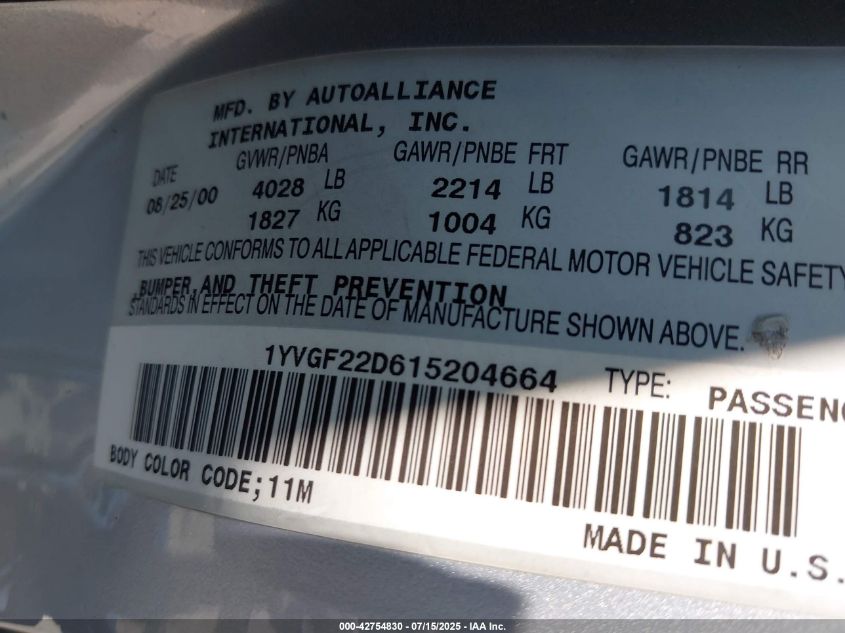 MFD. BY AUTOALLIANCE
INTERNATIONAL, INC.
DATE GVWR/PNBA GAWR/PNBE FRT GAWR/PNBE RR
08/25/00 4028 LB 2214 LB 1814 LB
1827 KG 1004 KG 823 KG
THIS VEHICLE CONFORMS TO ALL APPLICABLE FEDERAL MOTOR VEHICLE SAFETY
,BUMPER,AND THEFT PREVENTION
STANDARDS IN EFFECT ON THE DATE OF MANUFACTURE SHOWN ABOVE.
1YVGF22D615204664 TYPE: PASSENG
BODY COLOR CODE;11M
MADE IN U.S.
000-42754830 - 07/15/2025 - IAA Inc.